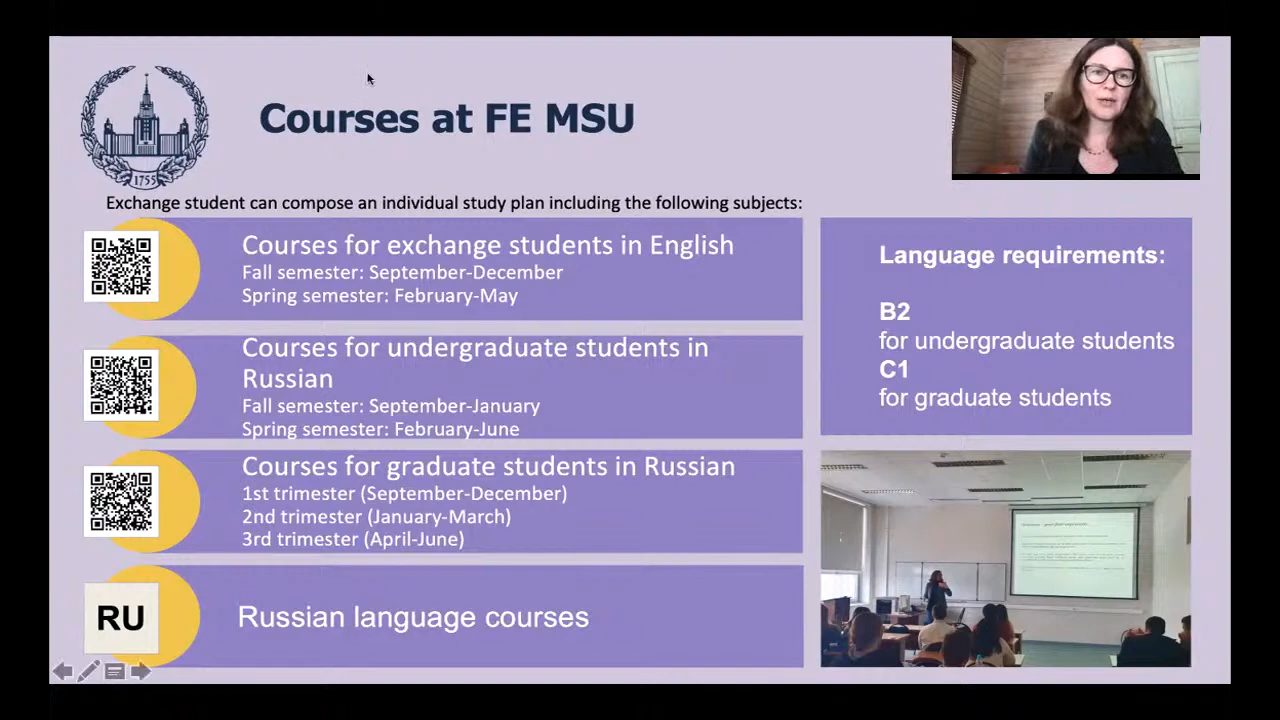 Courses at FE MSU
1755
Exchange student can compose an individual study plan including the following subjects:
Courses for exchange students in English
Fall semester: September-December
Spring semester: February-May
Courses for undergraduate students in
Russian
Fall semester: September-January
Spring semester: February-June
Courses for graduate students in Russian
1st trimester (September-December)
2nd trimester (January-March)
3rd trimester (April-June)
RU
Russian language courses
Language requirements:
B2
for undergraduate students
C1
for graduate students